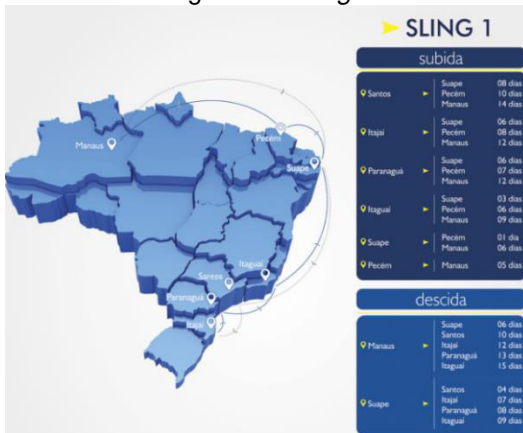 SLING 1
subida
Santos
Suape 08 dias
Pecém 10 dias
Manaus 14 dias
Itajaí
Suape 06 dias
Pecém 08 dias
Manaus 12 dias
Paranaguá
Suape 06 dias
Pecém 07 dias
Manaus 12 dias
Itaguaí
Suape 03 dias
Pecém 06 dias
Manaus 09 dias
Suape
Pecém 01 dia
Manaus 06 dias
Pecém
Manaus 05 dias
descida
Manaus
Suape 06 dias
Santos 10 dias
Itajaí 12 dias
Paranaguá 13 dias
Itaguaí 15 dias
Suape
Santos 04 dias
Itajaí 07 dias
Paranaguá 08 dias
Itaguaí 09 dias
Manaus
Pecém
Suape
Itaguaí
Santos
Paranaguá
Itajaí